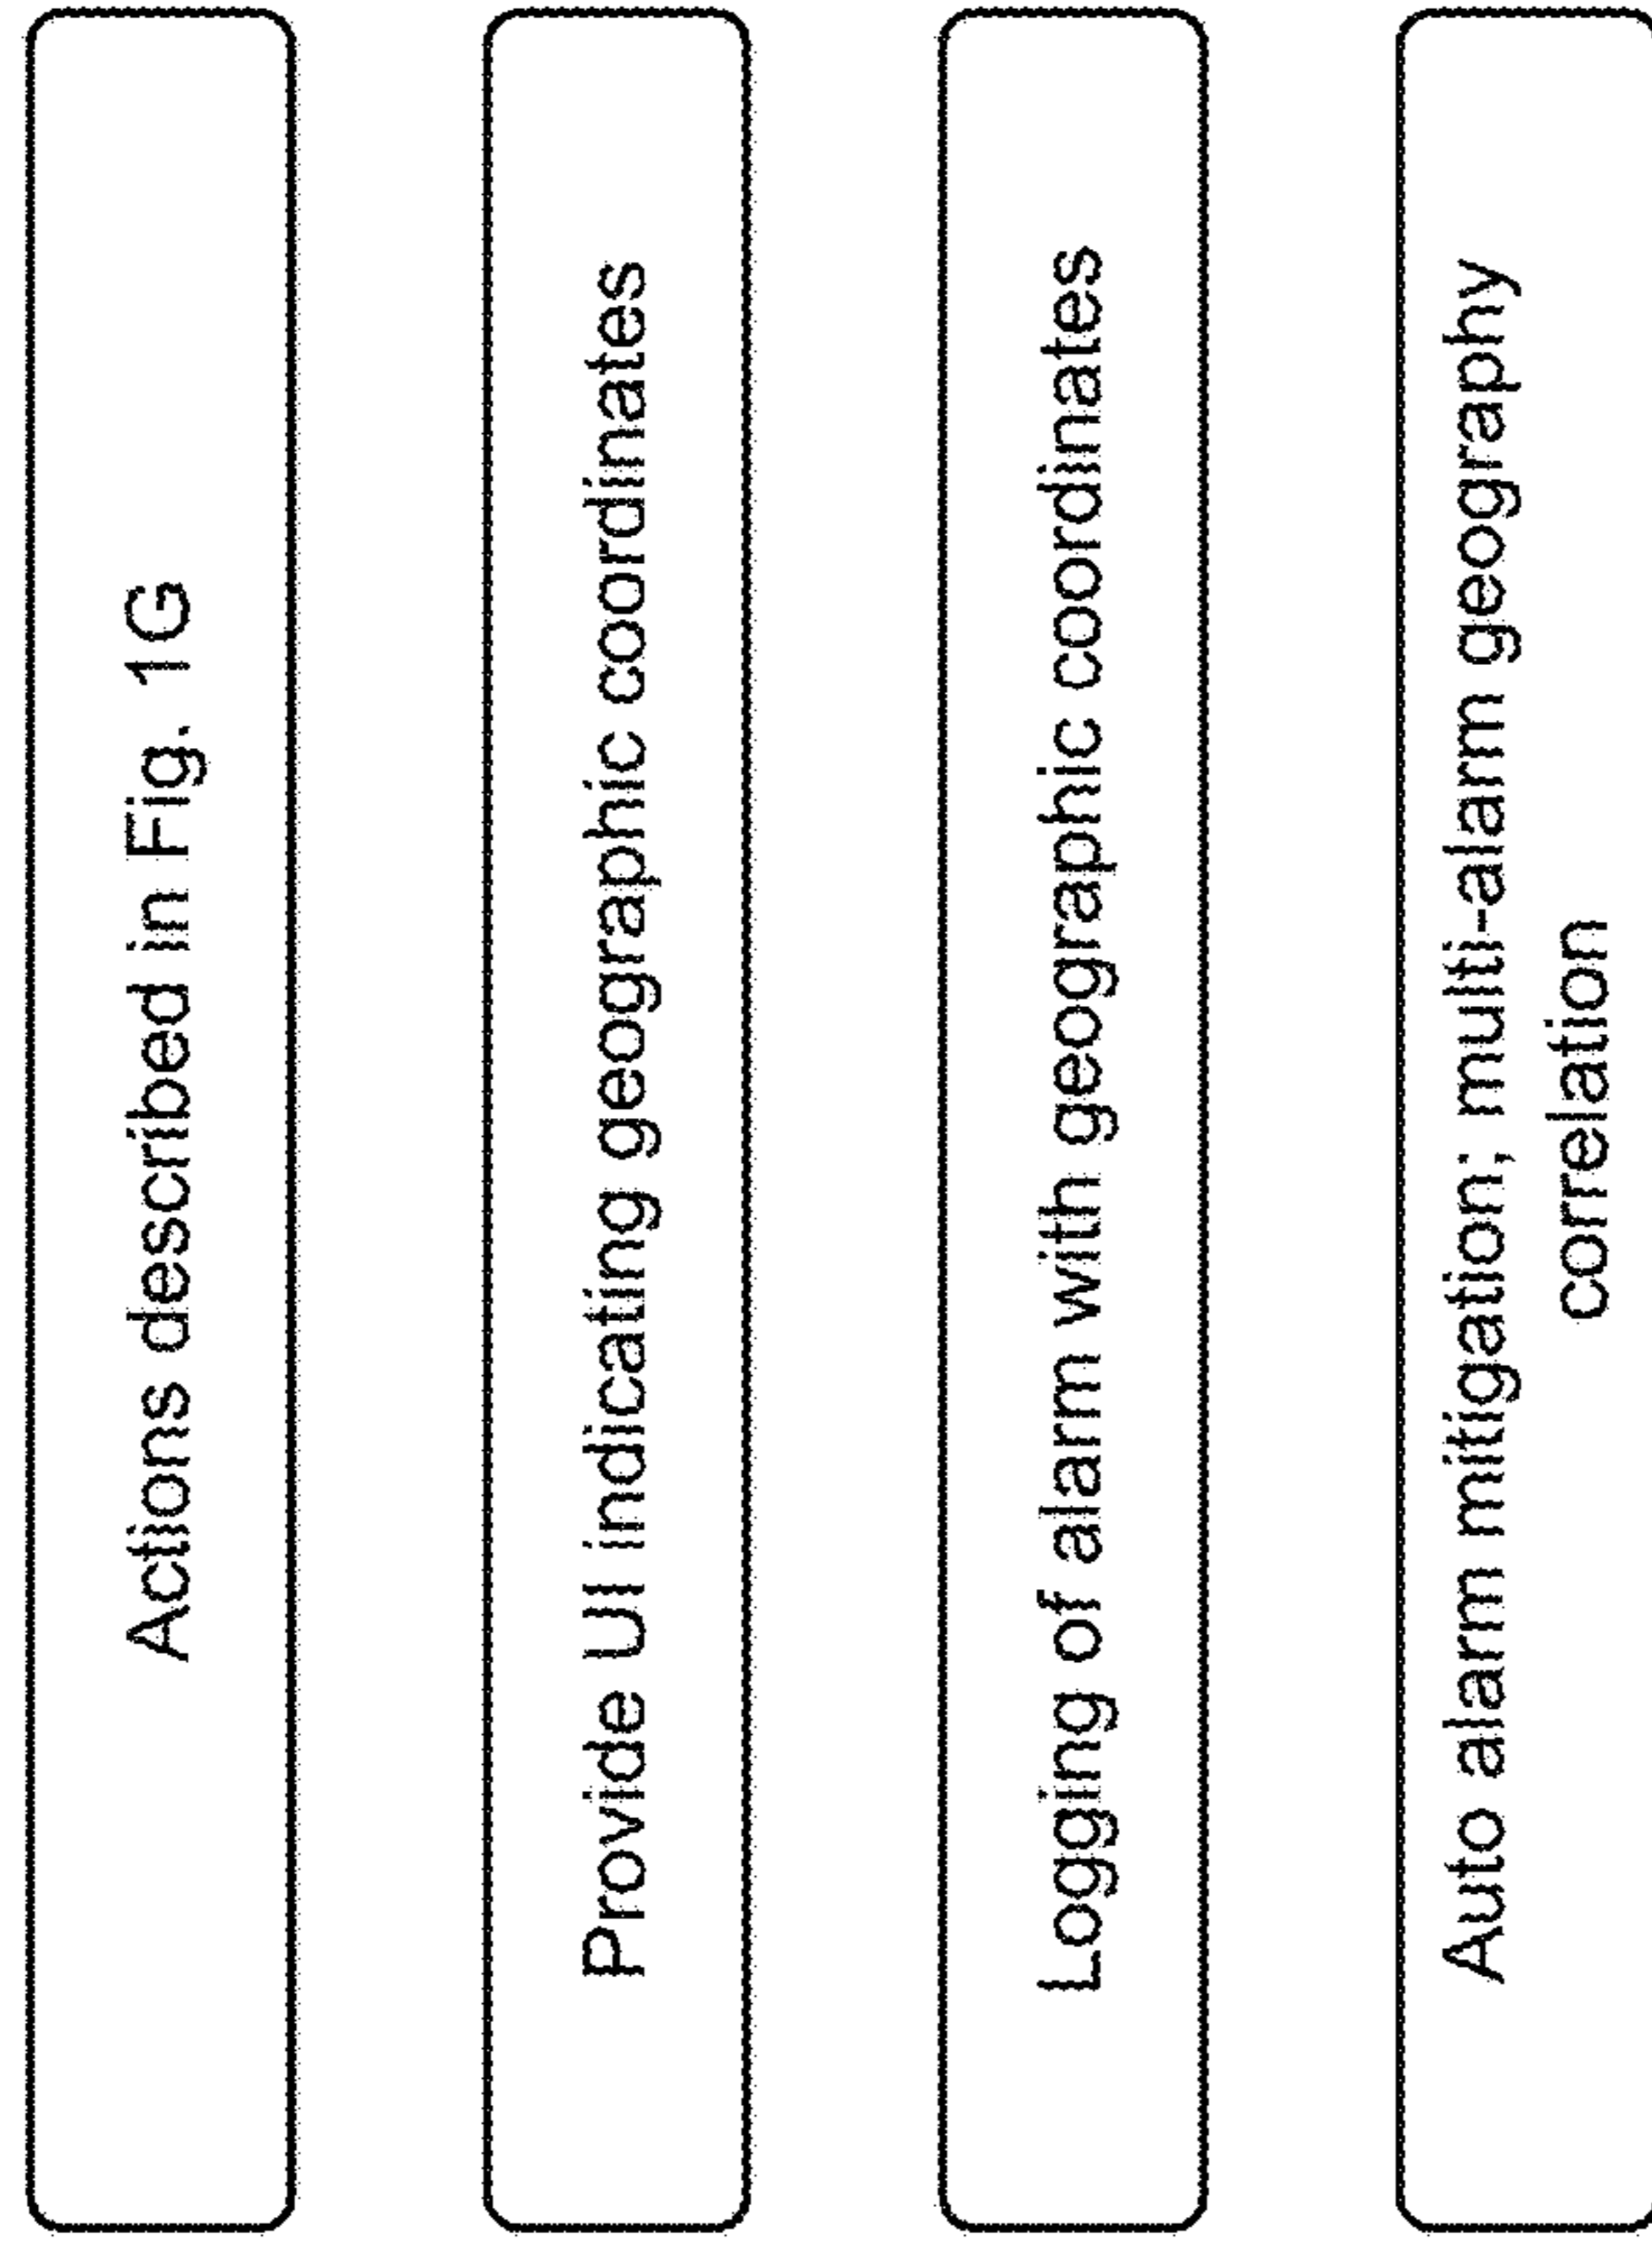 Actions described in Fig. 1G
Provide UI indicating geographic coordinates
Logging of alarm with geographic coordinates
Auto alarm mitigation; multi-alarm geography
correlation